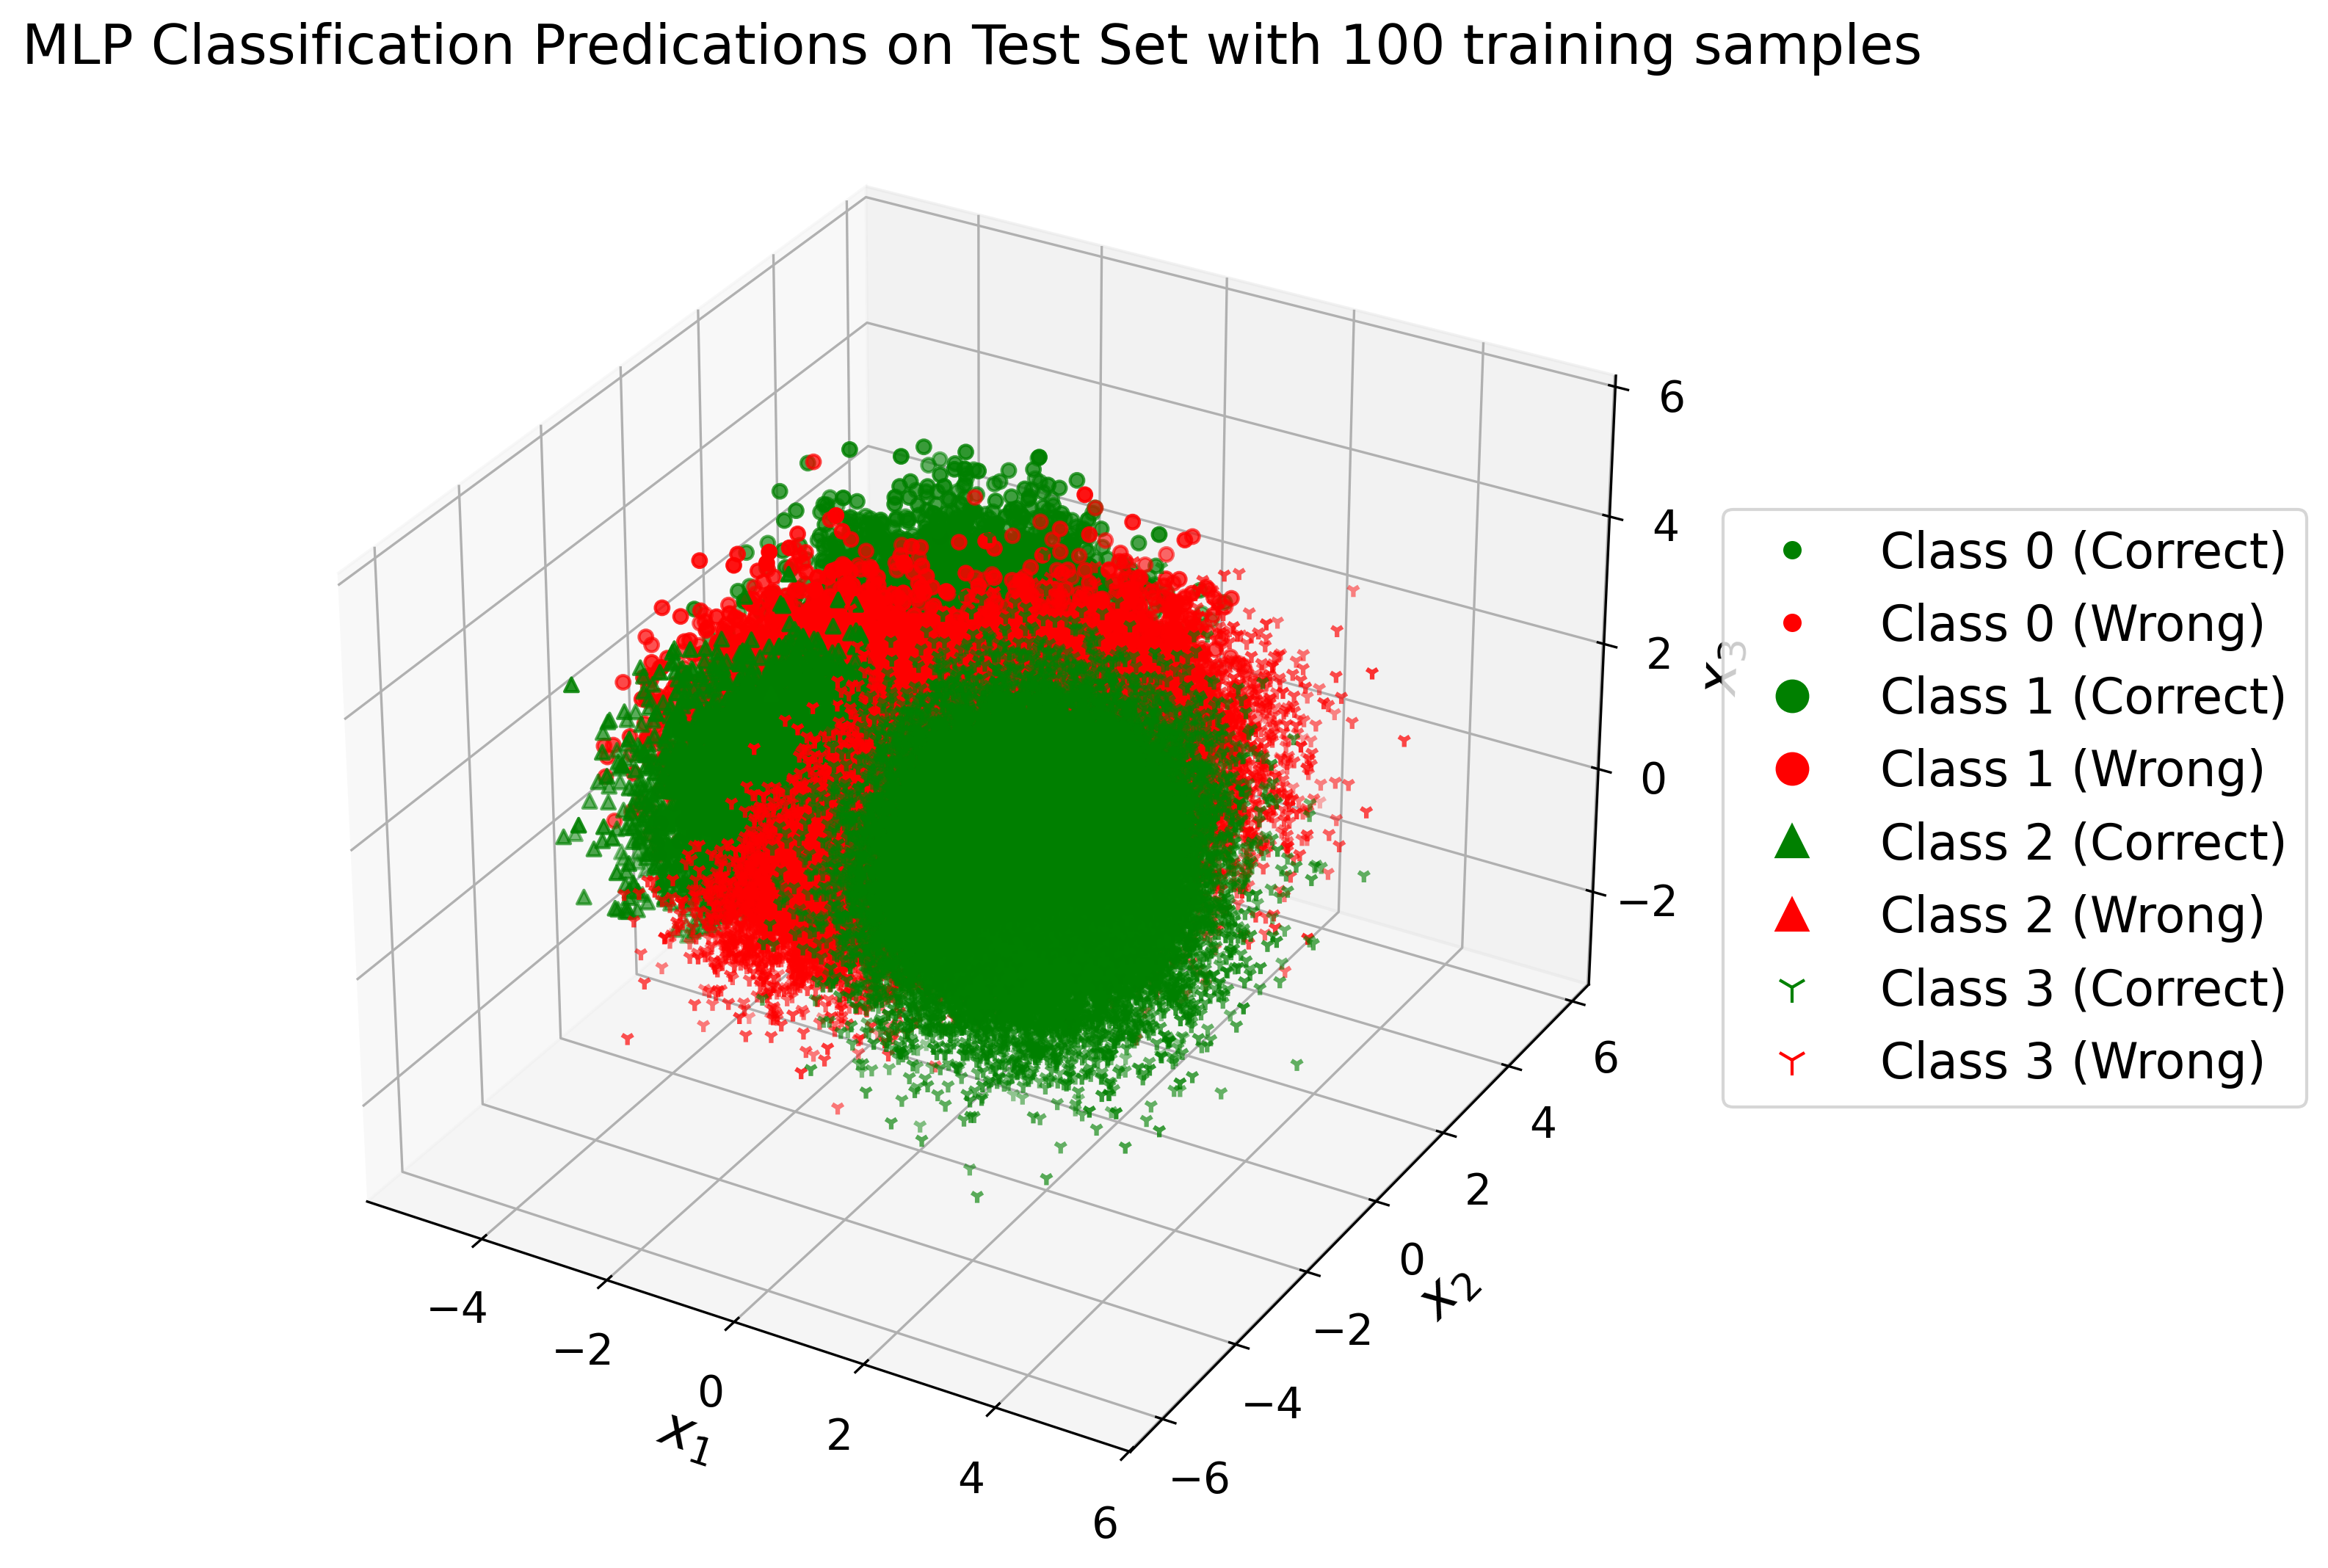 MLP Classification Predications on Test Set with 100 training samples
6
4
2
0
−2
x₃
Class 0 (Correct)
Class 0 (Wrong)
Class 1 (Correct)
Class 1 (Wrong)
Class 2 (Correct)
Class 2 (Wrong)
Class 3 (Correct)
Class 3 (Wrong)
6
4
2
0
−2
−4
−6
x₂
−4
−2
0
2
4
6
x₁